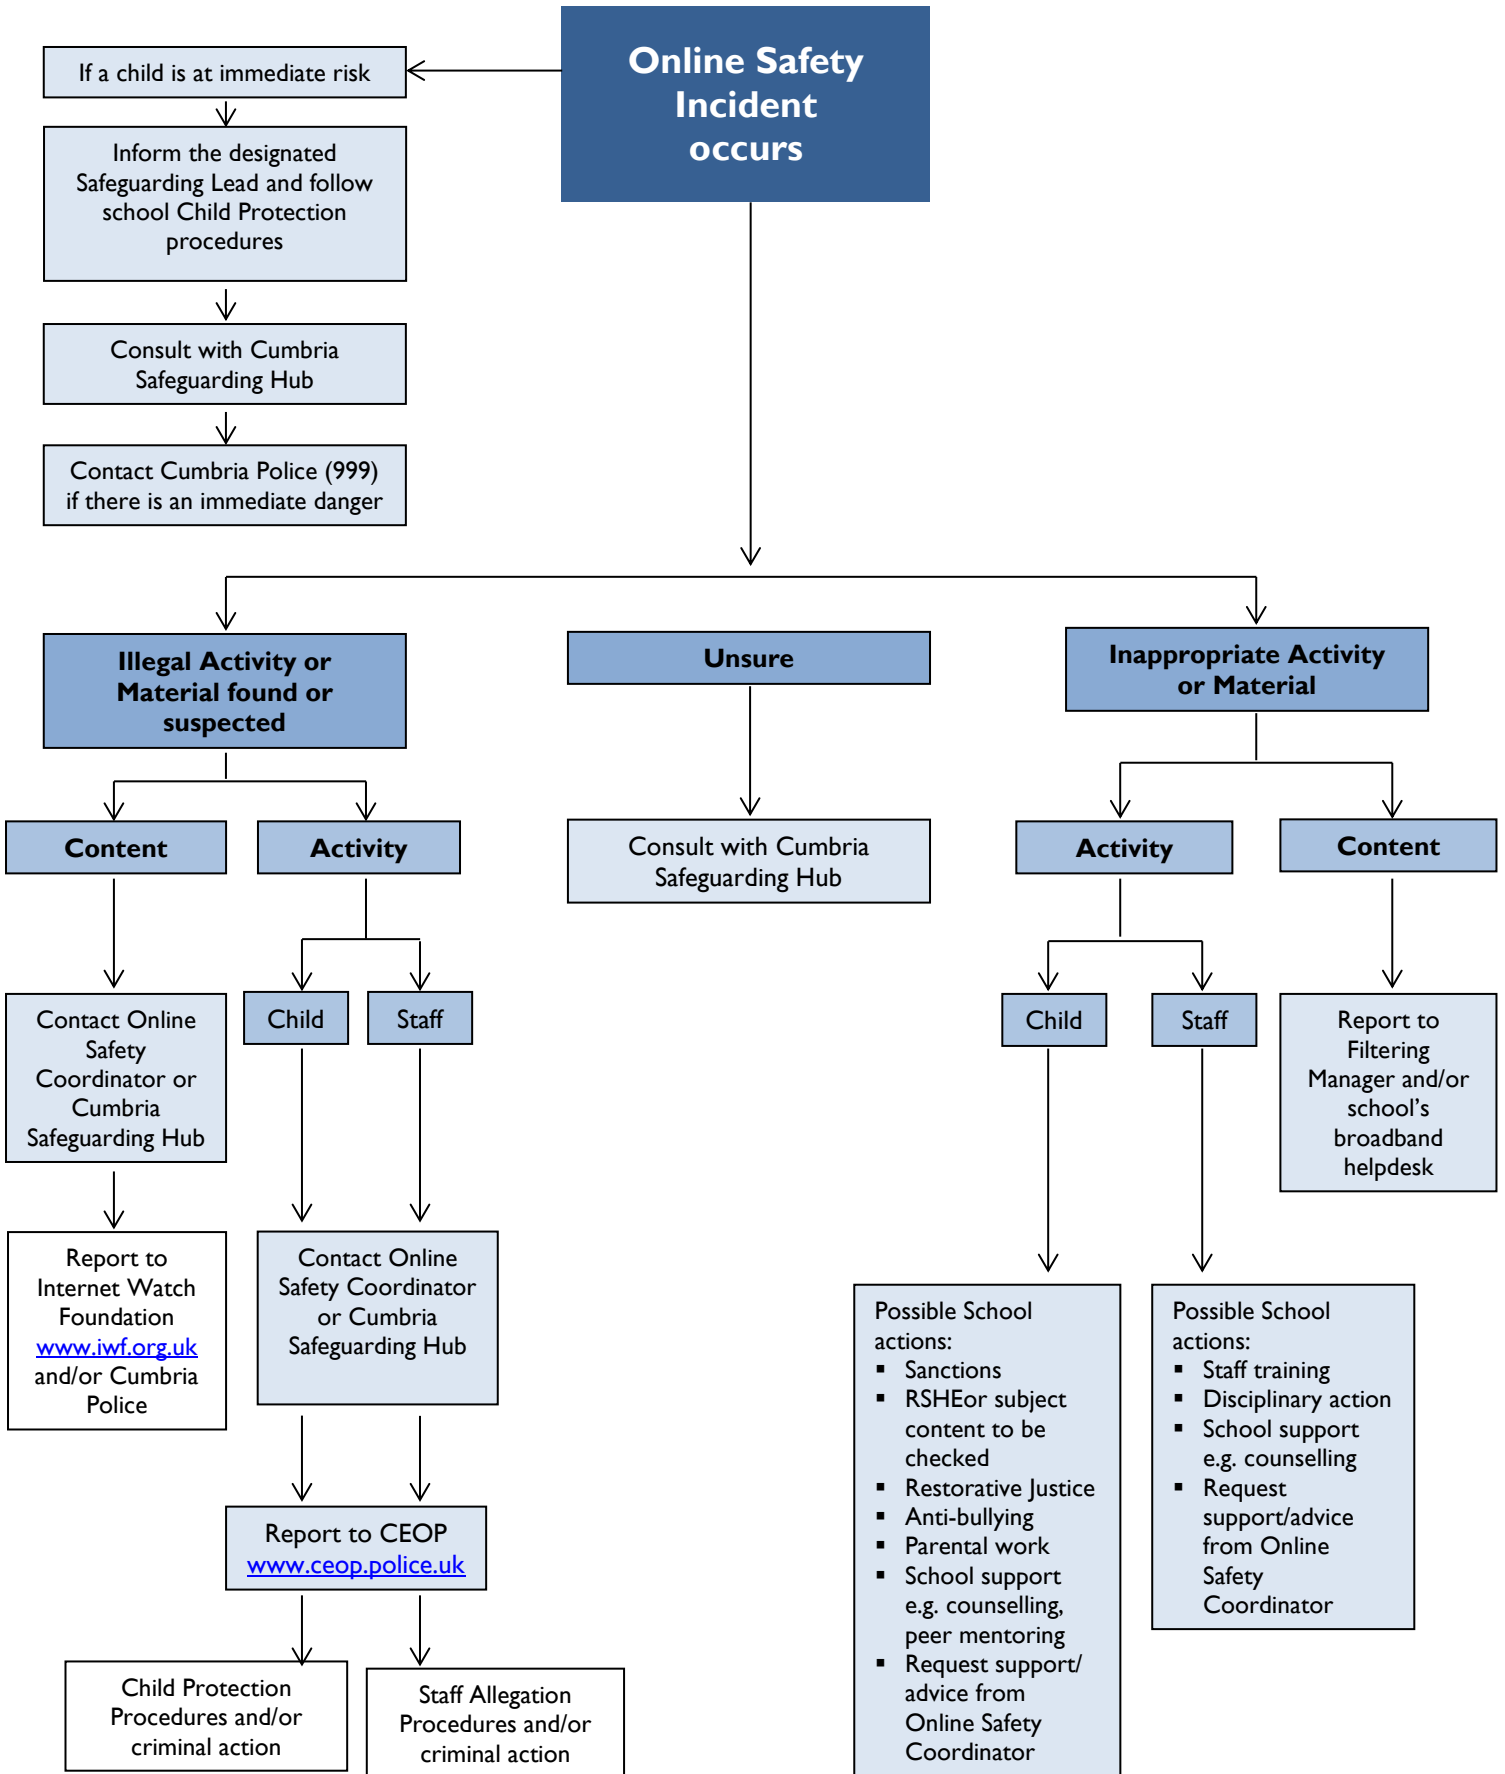 Online Safety
Incident
occurs
If a child is at immediate risk
Inform the designated
Safeguarding Lead and follow
school Child Protection
procedures
Consult with Cumbria
Safeguarding Hub
Contact Cumbria Police (999)
if there is an immediate danger
Illegal Activity or
Material found or
suspected
Unsure
Inappropriate Activity
or Material
Content
Activity
Consult with Cumbria
Safeguarding Hub
Activity
Content
Contact Online
Safety
Coordinator or
Cumbria
Safeguarding Hub
Child
Staff
Child
Staff
Report to
Filtering
Manager and/or
school’s
broadband
helpdesk
Report to
Internet Watch
Foundation
www.iwf.org.uk
and/or Cumbria
Police
Contact Online
Safety Coordinator
or Cumbria
Safeguarding Hub
Report to CEOP
www.ceop.police.uk
Child Protection
Procedures and/or
criminal action
Staff Allegation
Procedures and/or
criminal action
Possible School
actions:
▪ Sanctions
▪ RSHEor subject
content to be
checked
▪ Restorative Justice
▪ Anti-bullying
▪ Parental work
▪ School support
e.g. counselling,
peer mentoring
▪ Request support/
advice from
Online Safety
Coordinator
Possible School
actions:
▪ Staff training
▪ Disciplinary action
▪ School support
e.g. counselling
▪ Request
support/advice
from Online
Safety
Coordinator